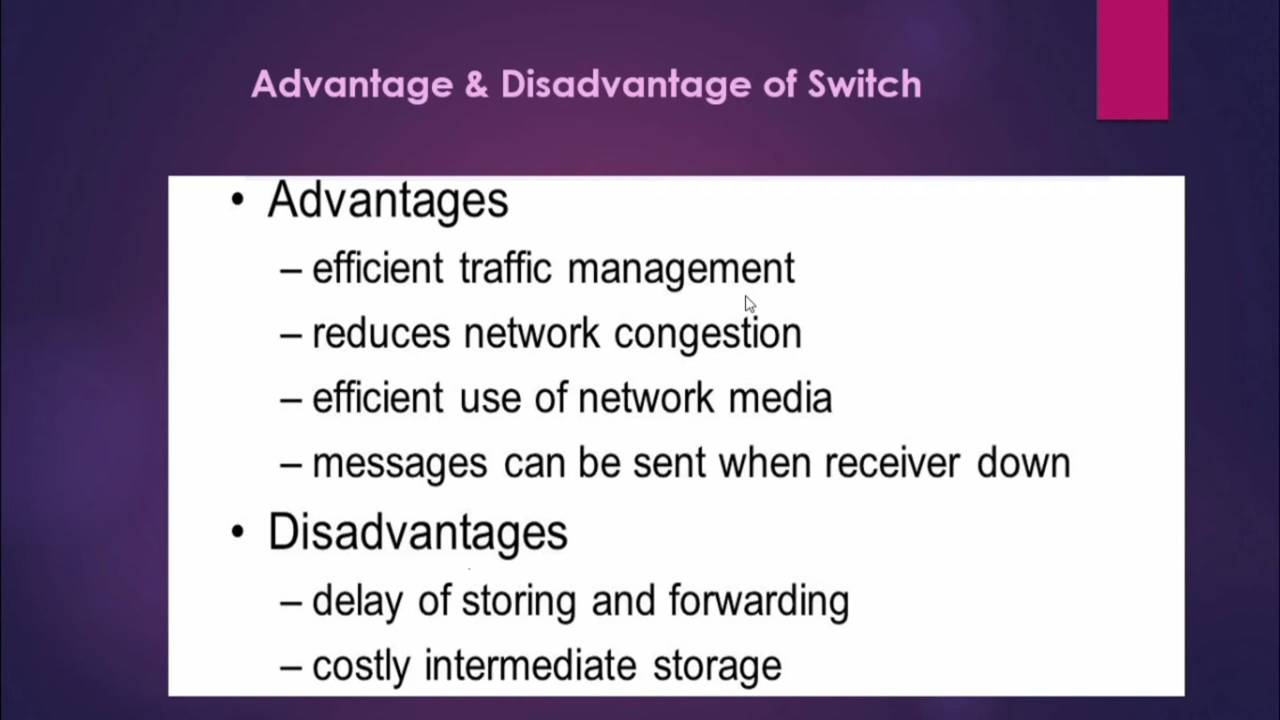 Advantage & Disadvantage of Switch
• Advantages
– efficient traffic management
– reduces network congestion
– efficient use of network media
– messages can be sent when receiver down
• Disadvantages
– delay of storing and forwarding
– costly intermediate storage